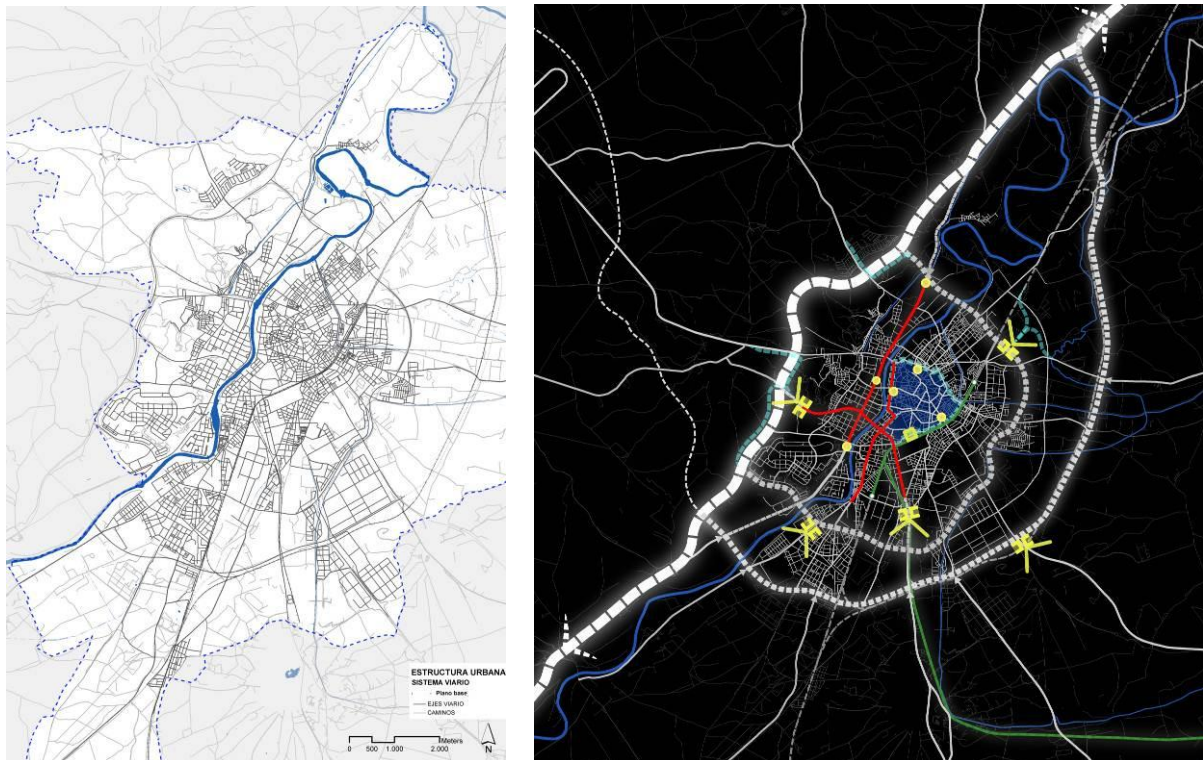 ESTRUCTURA URBANA
SISTEMA VIARIO
Plano base
EJES VIARIO
CAMINOS
0 500 1.000 2.000 Meters
N